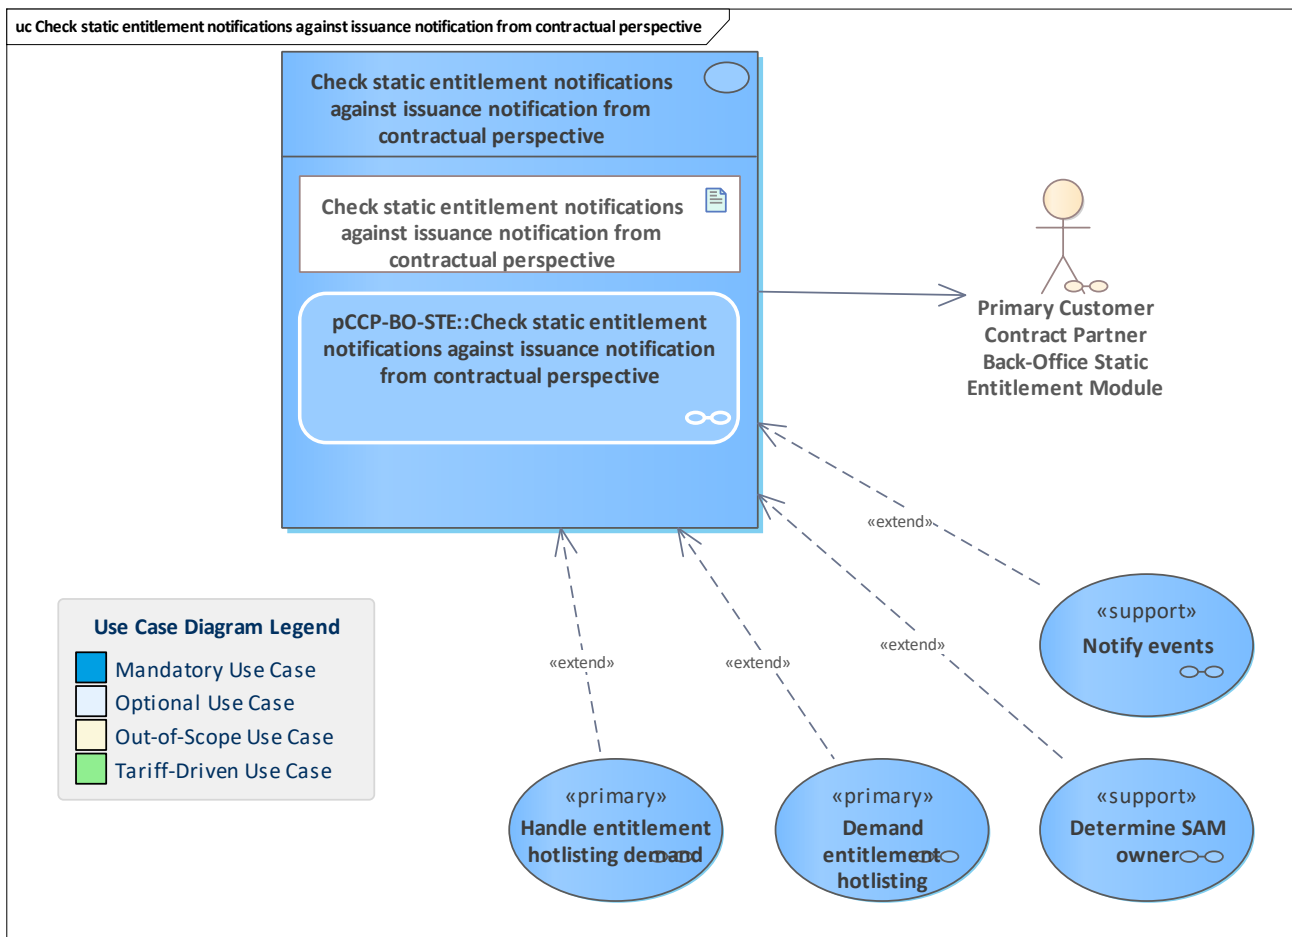 uc Check static entitlement notifications against issuance notification from contractual perspective
Check static entitlement notifications
against issuance notification from
contractual perspective
Check static entitlement notifications
against issuance notification from
contractual perspective
pCCP-BO-STE::Check static entitlement
notifications against issuance notification
from contractual perspective
Primary Customer
Contract Partner
Back-Office Static
Entitlement Module
«extend»
«extend»
«extend»
«extend»
«support»
Notify events
Use Case Diagram Legend
Mandatory Use Case
Optional Use Case
Out-of-Scope Use Case
Tariff-Driven Use Case
«primary»
Handle entitlement
hotlisting demand
«primary»
Demand
entitlement
hotlisting
«support»
Determine SAM
owner